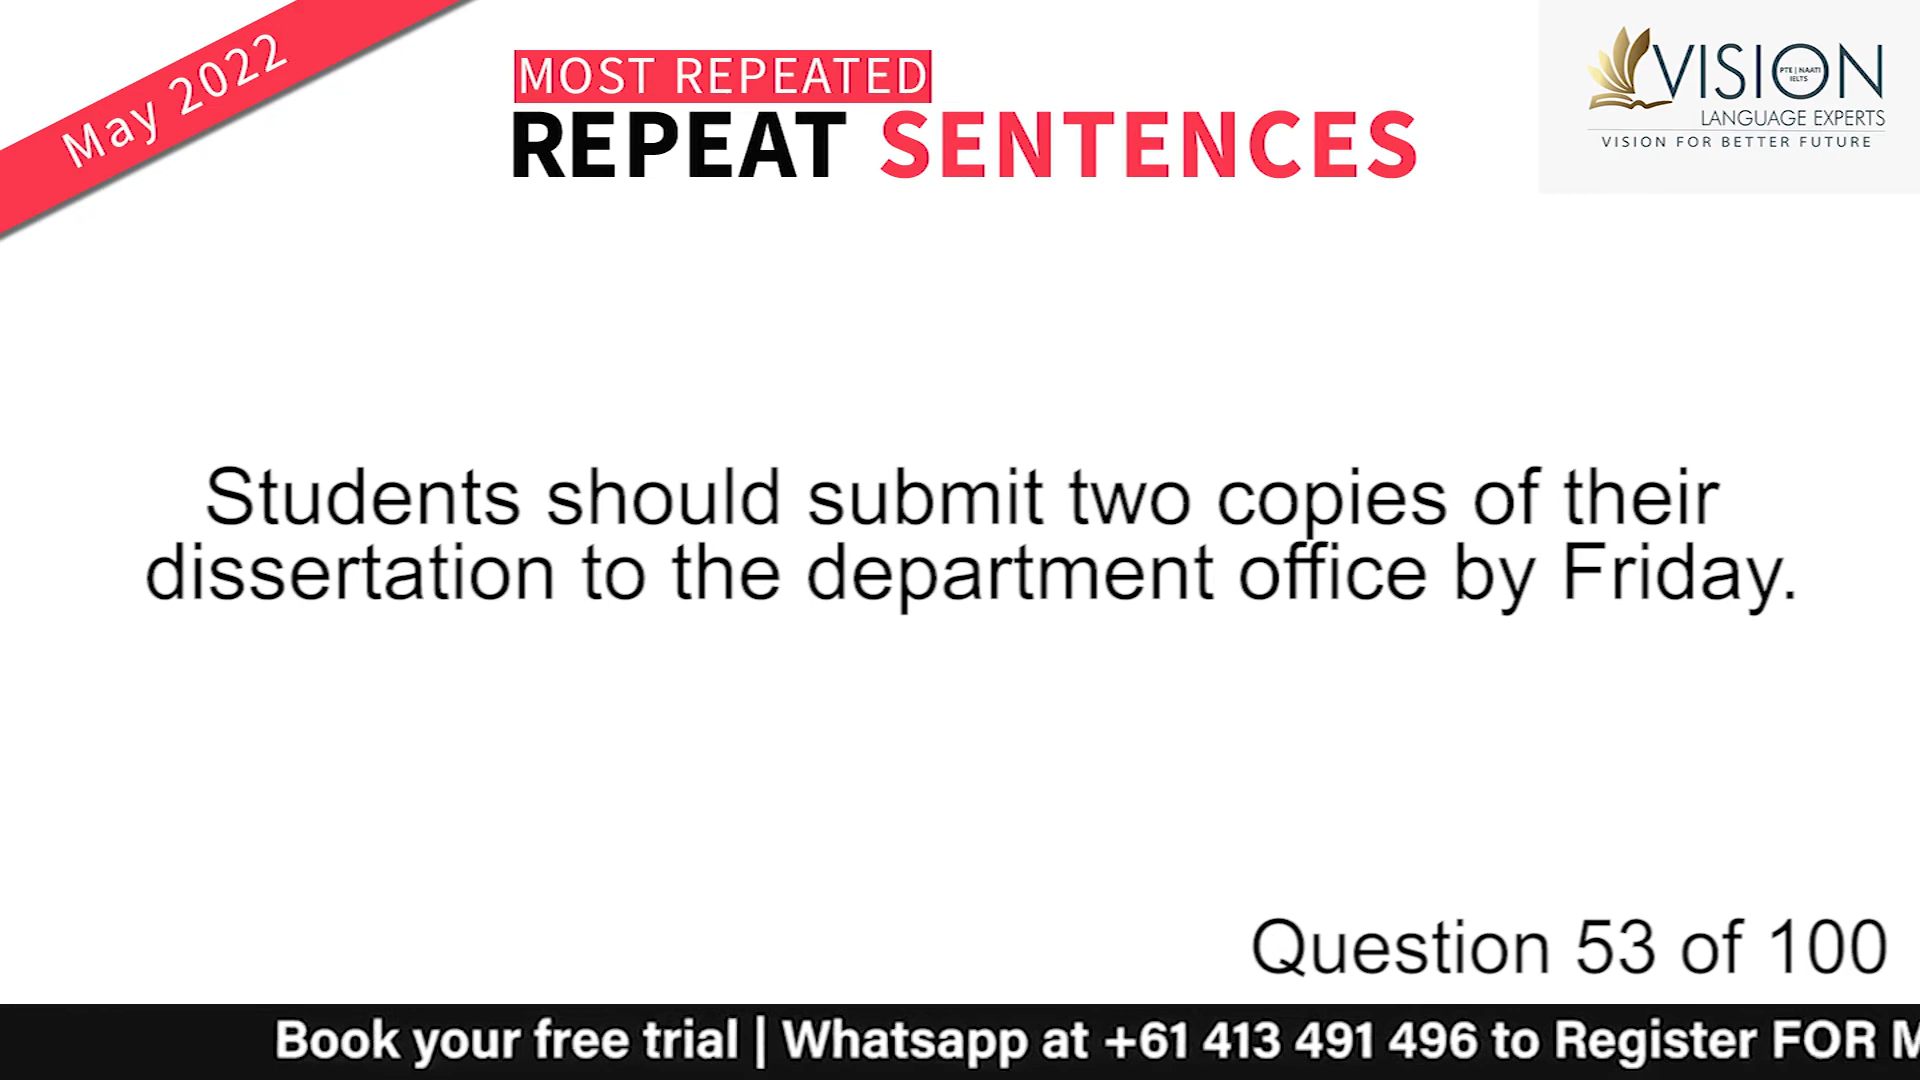 May 2022
MOST REPEATED
REPEAT SENTENCES
VISION
PTE | NAATI
IELTS
LANGUAGE EXPERTS
VISION FOR BETTER FUTURE
Students should submit two copies of their
dissertation to the department office by Friday.
Question 53 of 100
Book your free trial | Whatsapp at +61 413 491 496 to Register FOR M